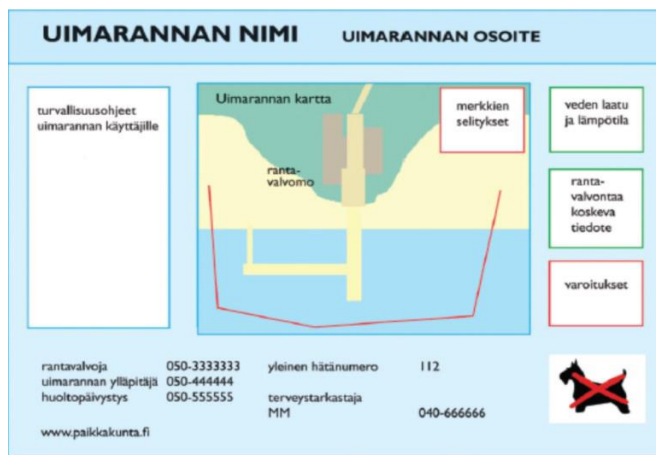 UIMARANNAN NIMI UIMARANNAN OSOITE
turvallisuusohjeet
uimarannan käyttäjille
Uimarannan kartta
ranta-
valvomo
merkkien
selitykset
veden laatu
ja lämpötila
ranta-
valvontaa
koskeva
tiedote
varoitukset
rantavalvoja 050-3333333
uimarannan ylläpitäjä 050-444444
huoltopäivystys 050-555555
www.paikkakunta.fi
yleinen hätänumero 112
terveystarkastaja
MM 040-666666